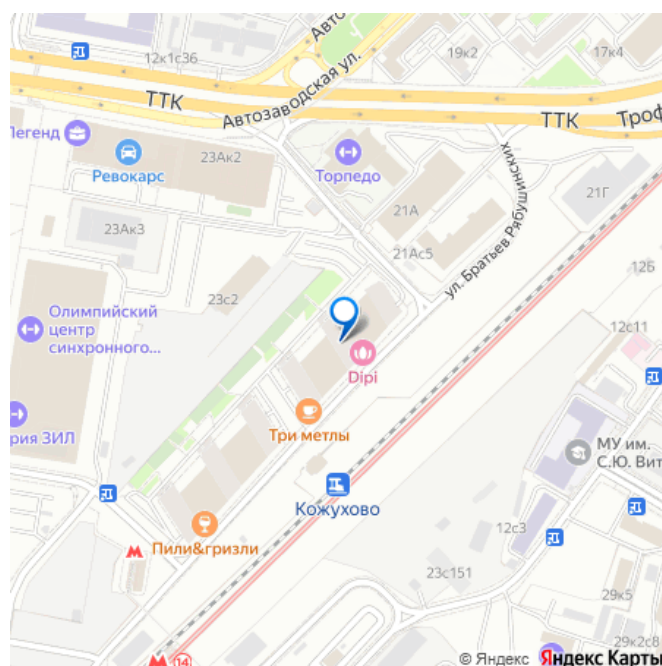 Авто
12к1с36
19к2
17к4
ТТК
Автозаводская ул.
ТТК
Троф
Легенд
Ревокарс
23Ак2
Торпедо
ул. Братьев Рябушинских
21Г
21А
23Ак3
21Ас5
12Б
23с2
Олимпийский
центр
синхронного...
12с11
Dipi
Три метлы
рия ЗИЛ
МУ им.
С.Ю. Вит
Кожухово
12с3
Пили&гризли
23с151
29к5
29к2с8
14
© Яндекс Яндекс Карты